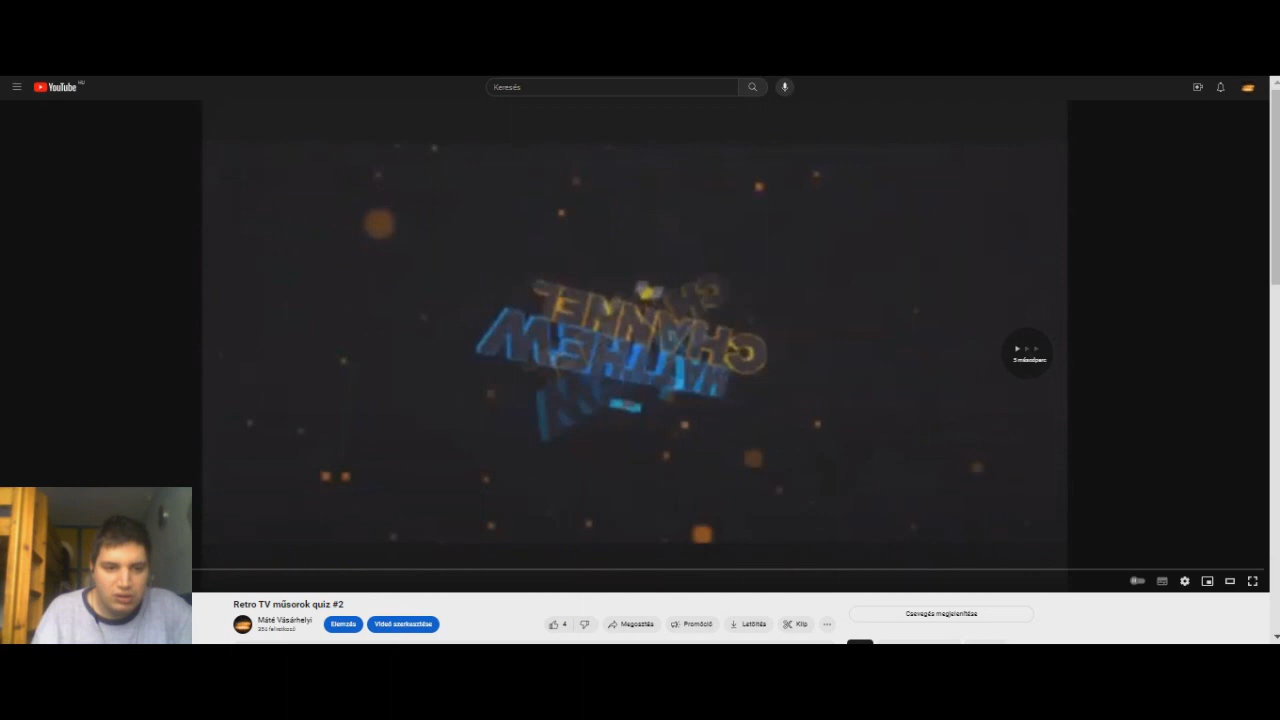 YouTube HU
Keresés
CHANNEL
MATTHEW
5 másodperc
Retro TV műsorok quiz #2
Máté Vásárhelyi
Elemzés
Videó szerkesztése
4
Megosztás
Promóció
Letöltés
Klip
Csevegés megjelenítése